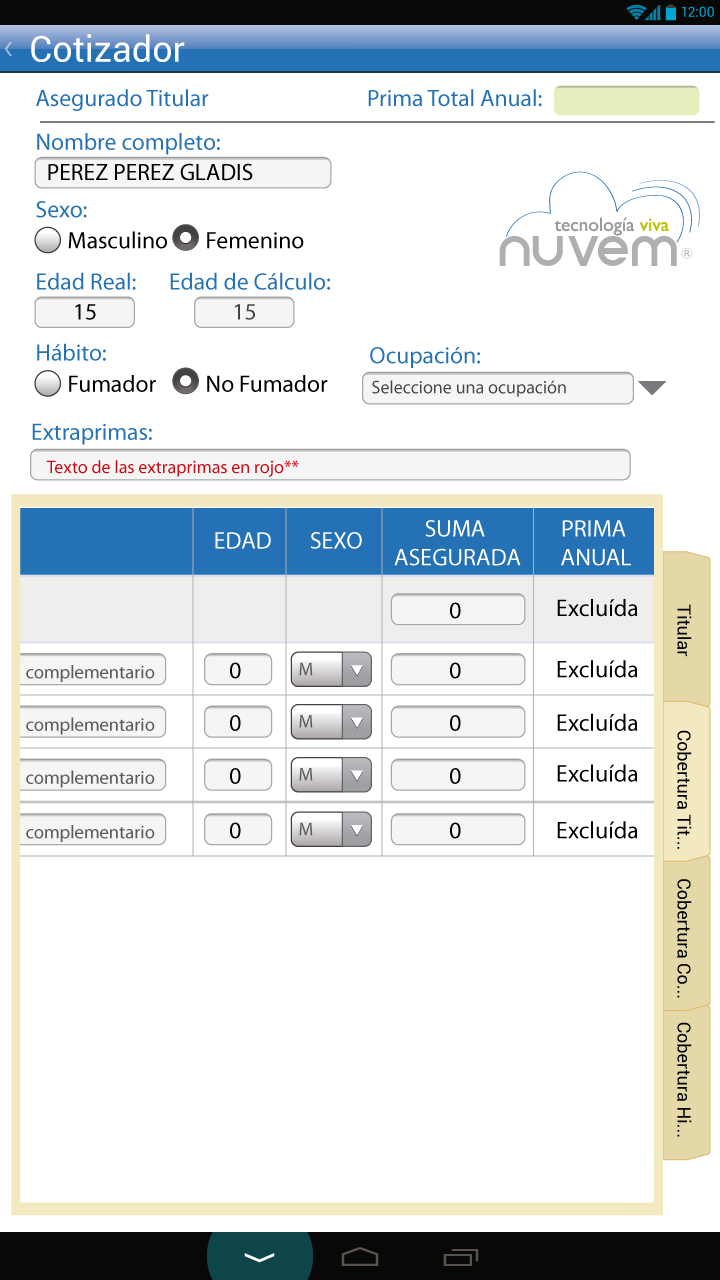 12:00
Cotizador
Asegurado Titular Prima Total Anual:
Nombre completo:
PEREZ PEREZ GLADIS
Sexo:
Masculino Femenino
tecnología viva
nuvem®
Edad Real: Edad de Cálculo:
15 15
Hábito: Ocupación:
Fumador No Fumador Seleccione una ocupación
Extraprimas:
Texto de las extraprimas en rojo**
EDAD SEXO SUMA ASEGURADA PRIMA ANUAL
0 Excluída
complementario 0 M 0 Excluída
complementario 0 M 0 Excluída
complementario 0 M 0 Excluída
complementario 0 M 0 Excluída
Titular
Cobertura Tit...
Cobertura Co...
Cobertura Hi...